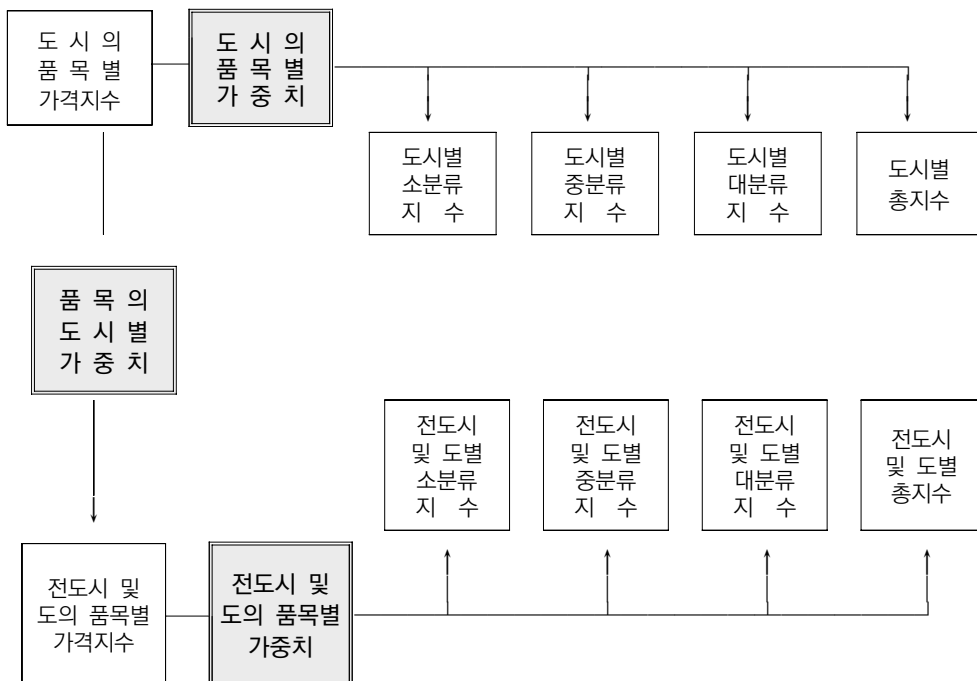 도 시 의
품 목 별
가격지수
도 시 의
품 목 별
가 중 치
도시별
소분류
지 수
도시별
중분류
지 수
도시별
대분류
지 수
도시별
총지수
품 목 의
도 시 별
가 중 치
전도시
및 도별
소분류
지 수
전도시
및 도별
중분류
지 수
전도시
및 도별
대분류
지 수
전도시
및 도별
총지수
전도시 및
도의 품목별
가격지수
전도시 및
도의 품목별
가중치